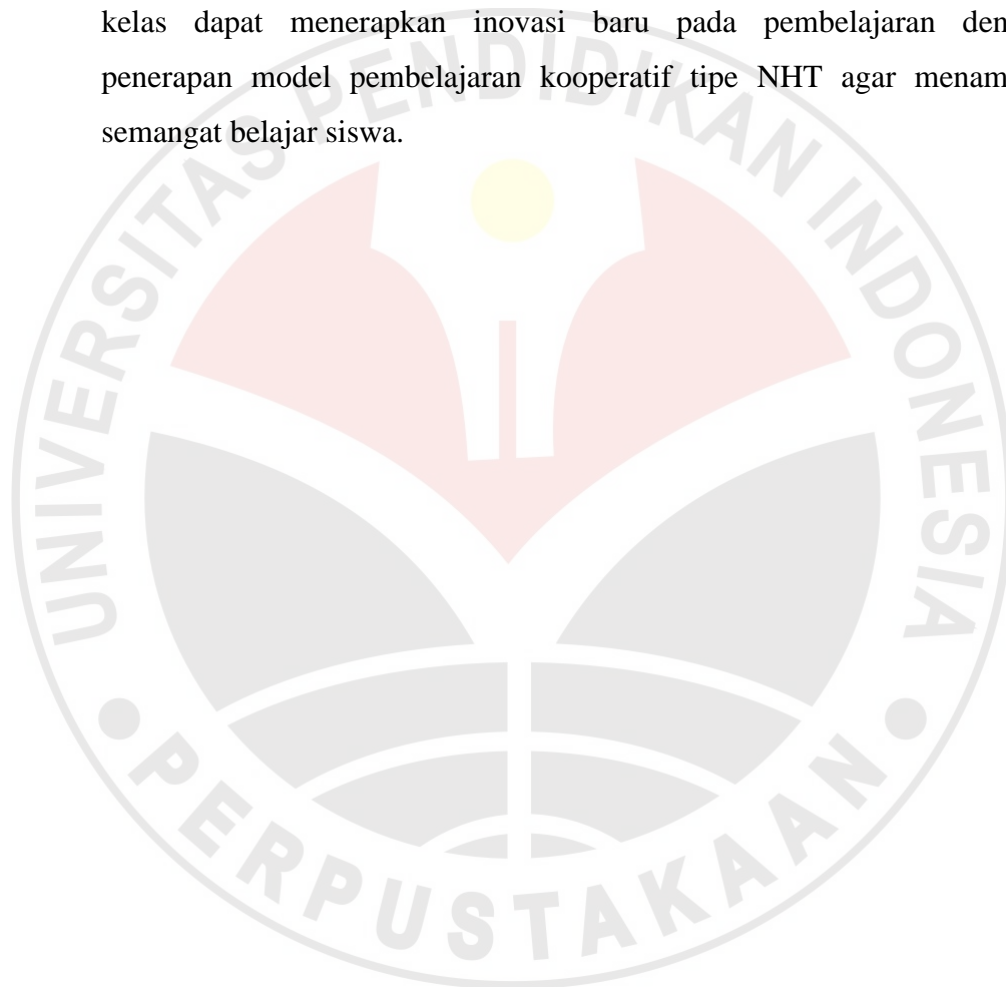 kelas dapat menerapkan inovasi baru pada pembelajaran den
penerapan model pembelajaran kooperatif tipe NHT agar menam
semangat belajar siswa.
UNIVERSITAS PENDIDIKAN INDONESIA
PERPUSTAKAAN